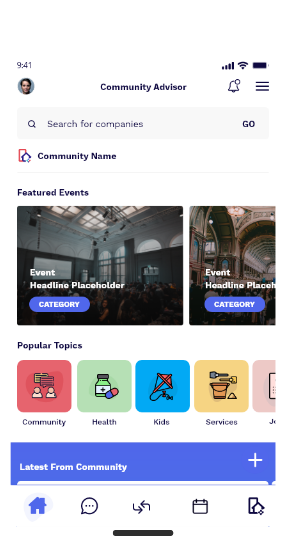 9:41
Community Advisor
Search for companies GO
Community Name
Featured Events
Event
Headline Placeholder
CATEGORY
Event
Headline Placeh
CATEGORY
Popular Topics
Community Health Kids Services Jo
Latest From Community